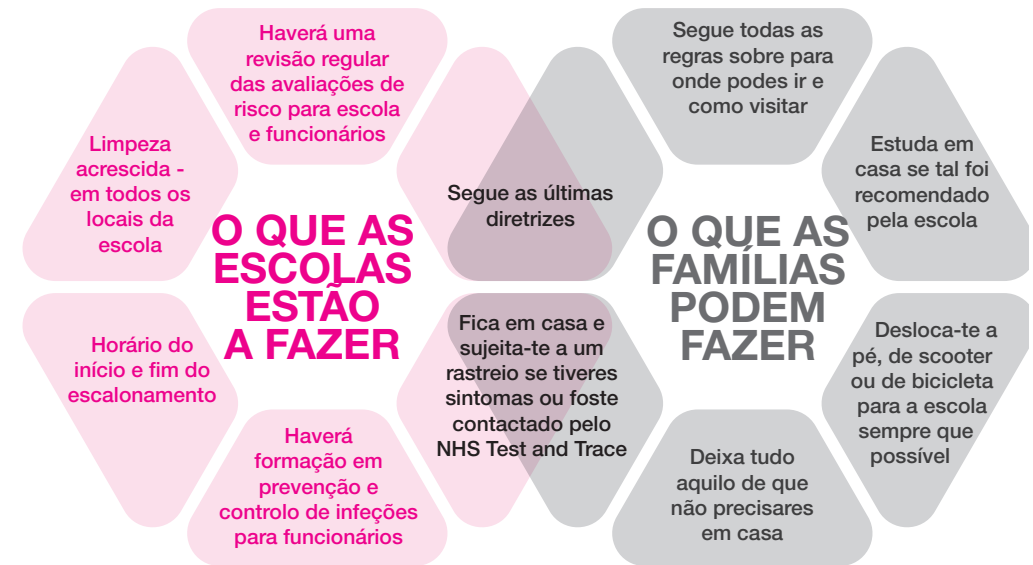 Haverá uma
revisão regular
das avaliações de
risco para escola
e funcionários
Limpeza
acrescida -
em todos os
locais da
escola
O QUE AS
ESCOLAS
ESTÃO
A FAZER
Horário do
início e fim do
escalonamento
Haverá
formação em
prevenção e
controlo de infeções
para funcionários
Segue as últimas
diretrizes
Fica em casa e
sujeita-te a um
rastreio se tiveres
sintomas ou foste
contactado pelo
NHS Test and Trace
Segue todas as
regras sobre para
onde podes ir e
como visitar
Estuda em
casa se tal foi
recomendado
pela escola
O QUE AS
FAMÍLIAS
PODEM
FAZER
Desloca-te a
pé, de scooter
ou de bicicleta
para a escola
sempre que
possível
Deixa tudo
aquilo de que
não precisares
em casa